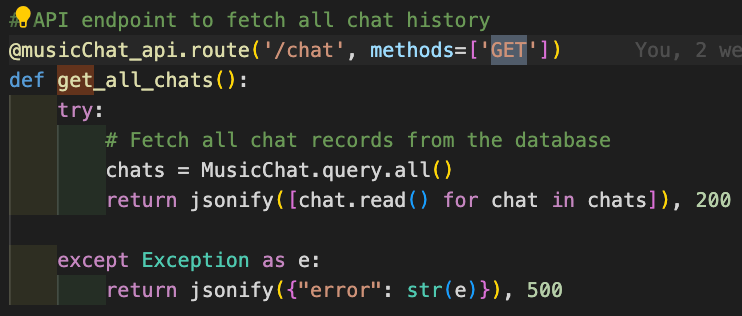 # API endpoint to fetch all chat history
@musicChat_api.route('/chat', methods=['GET'])     You, 2 we
def get_all_chats():
    try:
        # Fetch all chat records from the database
        chats = MusicChat.query.all()
        return jsonify([chat.read() for chat in chats]), 200

    except Exception as e:
        return jsonify({"error": str(e)}), 500